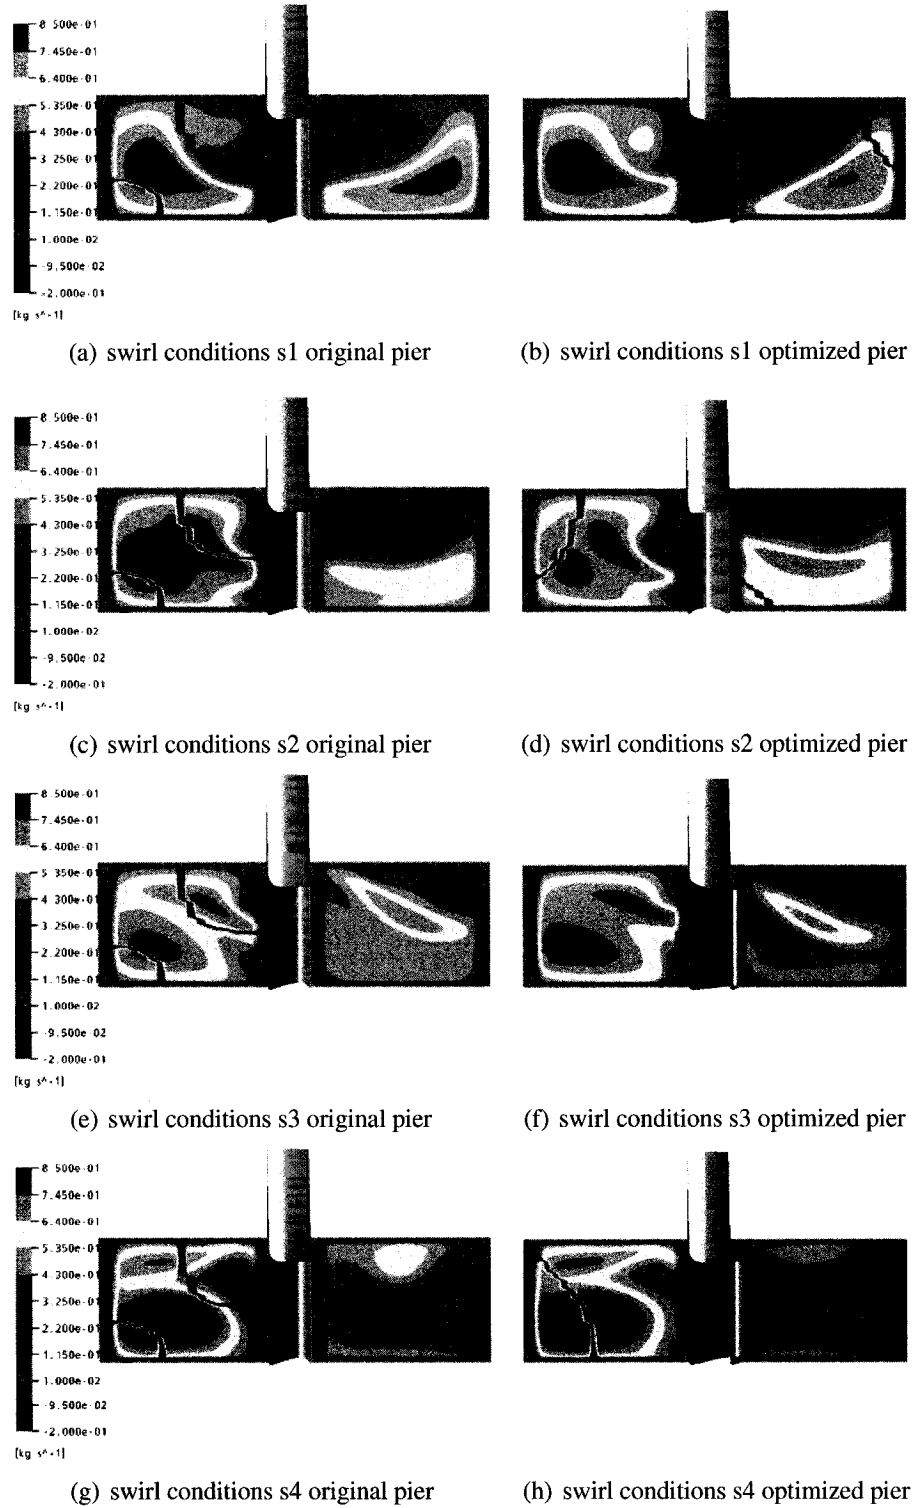 8.500e-01
7.450e-01
6.400e-01
5.350e-01
4.300e-01
3.250e-01
2.200e-01
1.150e-01
1.000e-02
-9.500e-02
-2.000e-01
[kg s^-1]
(a) swirl conditions s1 original pier
(b) swirl conditions s1 optimized pier
8.500e-01
7.450e-01
6.400e-01
5.350e-01
4.300e-01
3.250e-01
2.200e-01
1.150e-01
1.000e-02
-9.500e-02
-2.000e-01
[kg s^-1]
(c) swirl conditions s2 original pier
(d) swirl conditions s2 optimized pier
8.500e-01
7.450e-01
6.400e-01
5.350e-01
4.300e-01
3.250e-01
2.200e-01
1.150e-01
1.000e-02
-9.500e-02
-2.000e-01
[kg s^-1]
(e) swirl conditions s3 original pier
(f) swirl conditions s3 optimized pier
8.500e-01
7.450e-01
6.400e-01
5.350e-01
4.300e-01
3.250e-01
2.200e-01
1.150e-01
1.000e-02
-9.500e-02
-2.000e-01
[kg s^-1]
(g) swirl conditions s4 original pier
(h) swirl conditions s4 optimized pier